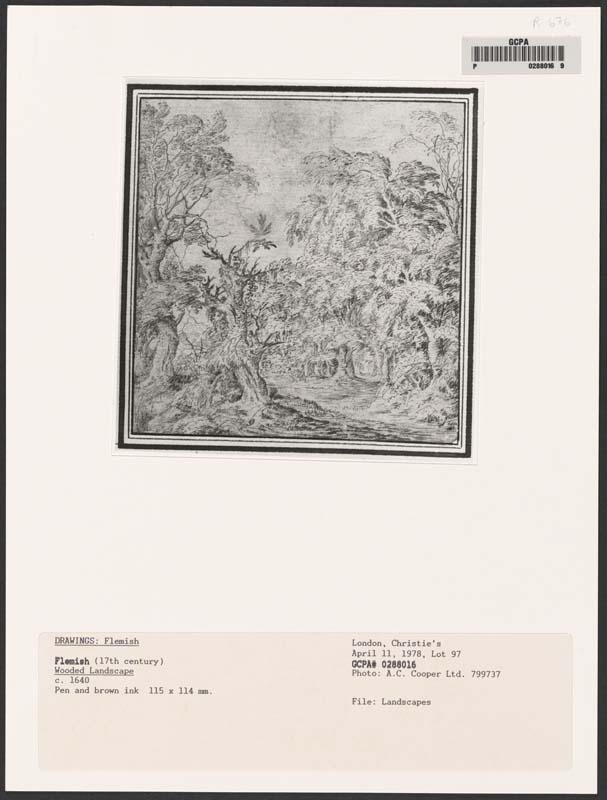 R-676
GCPA
P 0288016 9
DRAWINGS: Flemish
Flemish (17th century)
Wooded Landscape
c. 1640
Pen and brown ink 115 x 114 mm.
London, Christie's
April 11, 1978, Lot 97
GCPA# 0288016
Photo: A.C. Cooper Ltd. 799737
File: Landscapes